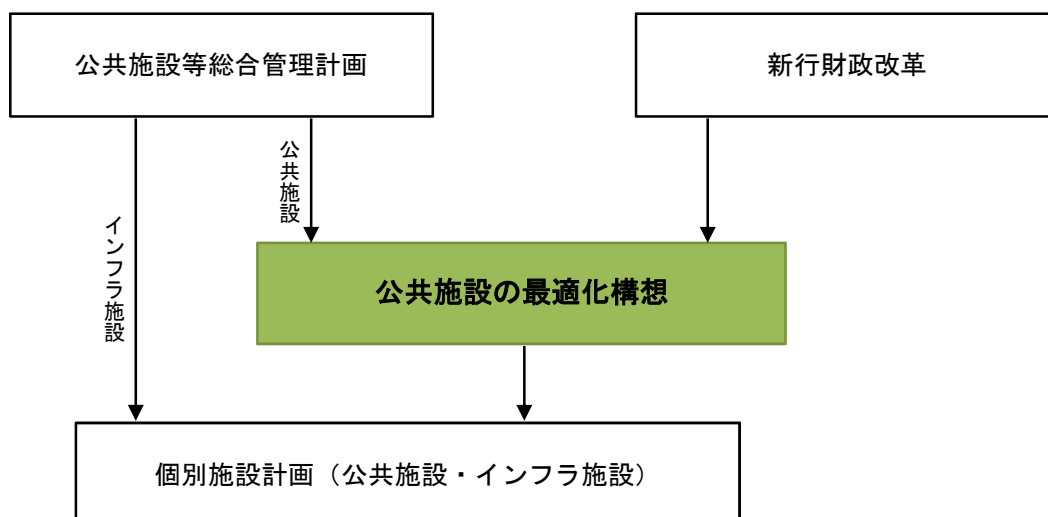 公共施設等総合管理計画
新行財政改革
公共施設
インフラ施設
公共施設の最適化構想
個別施設計画（公共施設・インフラ施設）